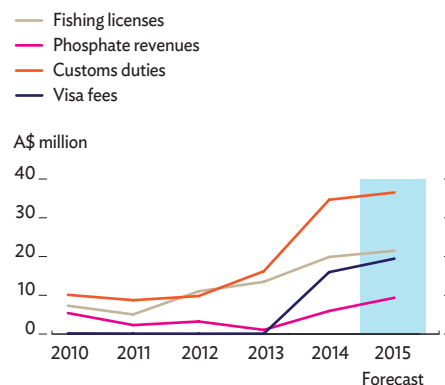 Fishing licenses
Phosphate revenues
Customs duties
Visa fees
A$ million
40
30
20
10
0
2010 2011 2012 2013 2014 2015
Forecast